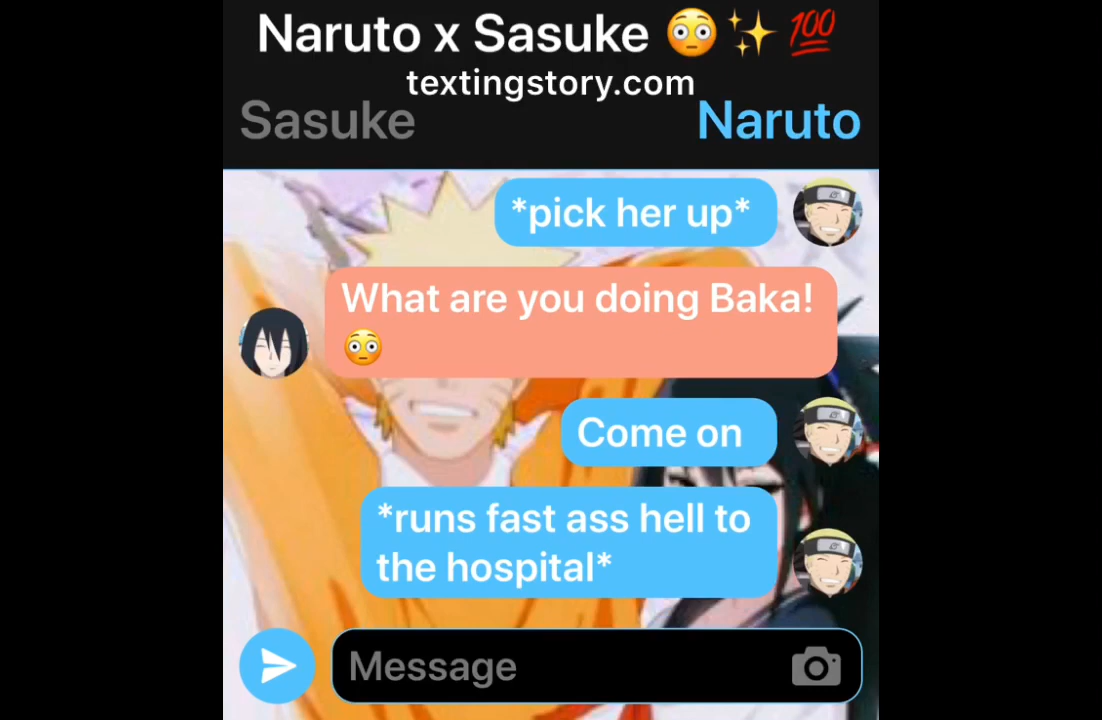 Naruto x Sasuke 😳✨💯
textingstory.com
Sasuke
Naruto
*pick her up*
What are you doing Baka!
😳
Come on
*runs fast ass hell to
the hospital*
Message